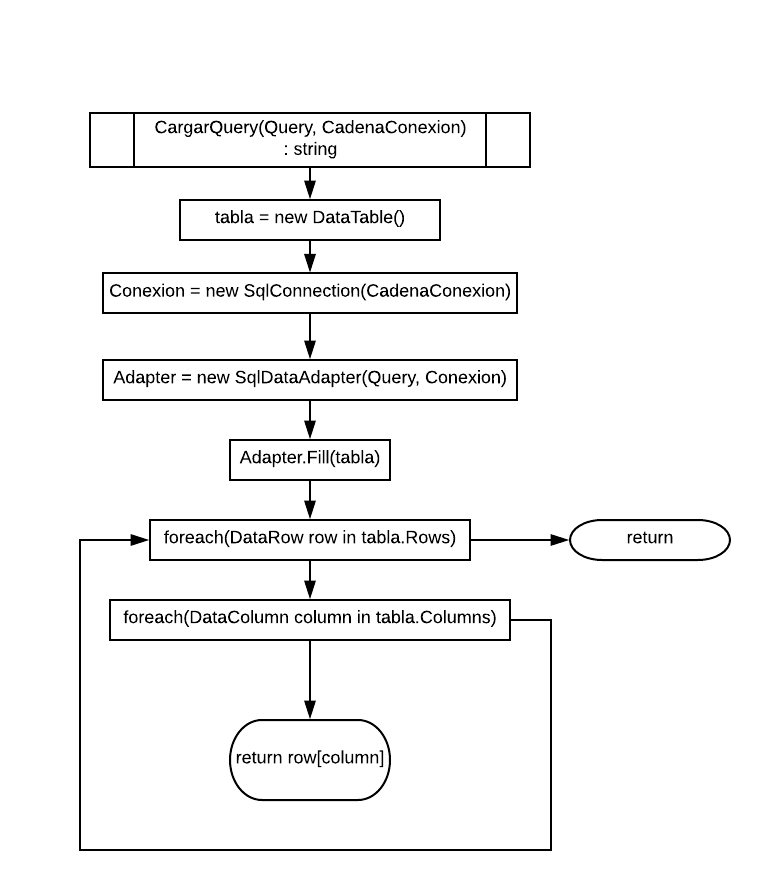 CargarQuery(Query, CadenaConexion)
: string
tabla = new DataTable()
Conexion = new SqlConnection(CadenaConexion)
Adapter = new SqlDataAdapter(Query, Conexion)
Adapter.Fill(tabla)
foreach(DataRow row in tabla.Rows)
return
foreach(DataColumn column in tabla.Columns)
return row[column]